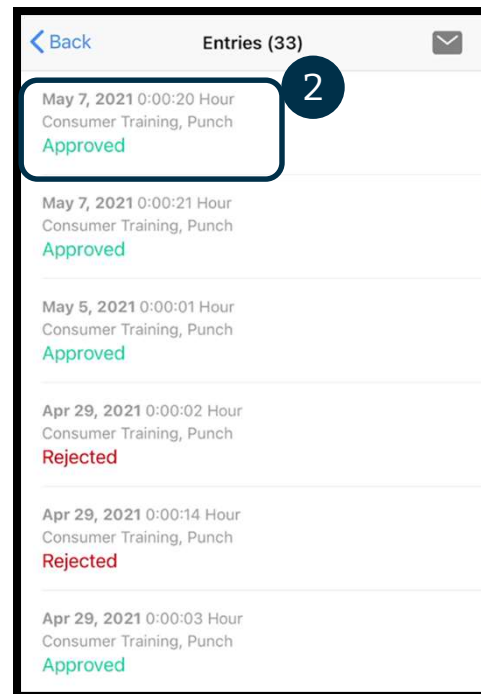 Back Entries (33)
2
May 7, 2021 0:00:20 Hour
Consumer Training, Punch
Approved
May 7, 2021 0:00:21 Hour
Consumer Training, Punch
Approved
May 5, 2021 0:00:01 Hour
Consumer Training, Punch
Approved
Apr 29, 2021 0:00:02 Hour
Consumer Training, Punch
Rejected
Apr 29, 2021 0:00:14 Hour
Consumer Training, Punch
Rejected
Apr 29, 2021 0:00:03 Hour
Consumer Training, Punch
Approved